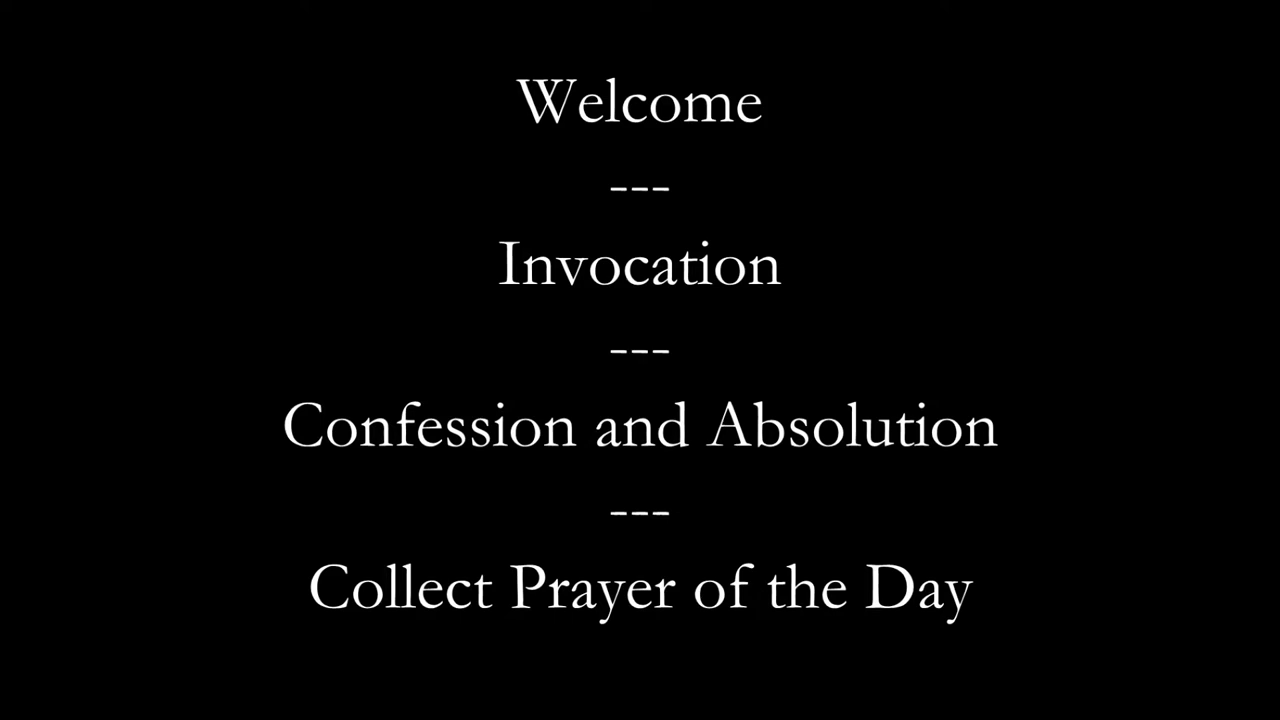 Welcome
---
Invocation
---
Confession and Absolution
---
Collect Prayer of the Day